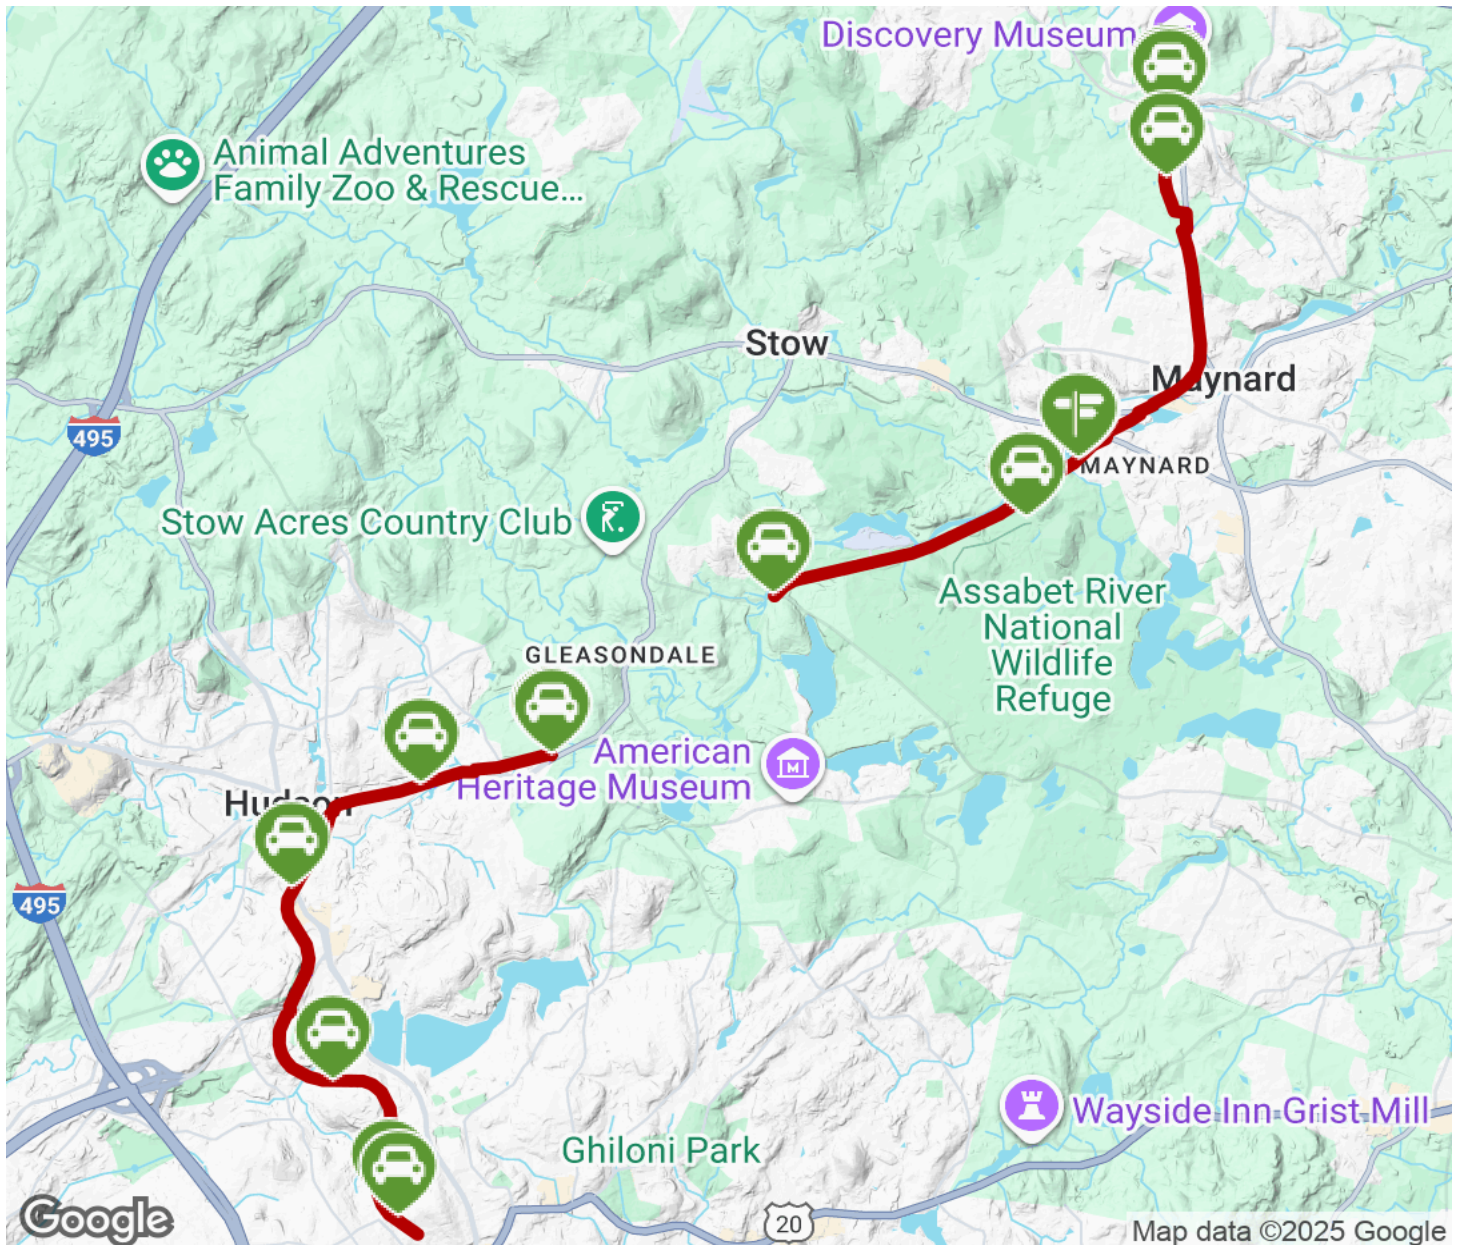 Discovery Museum
Animal Adventures
Family Zoo & Rescue...
Stow
Maynard
495
MAYNARD
Stow Acres Country Club
Assabet River
National
Wildlife
Refuge
GLEASONDALE
American
Heritage Museum
Hudson
495
Wayside Inn Grist Mill
Ghiloni Park
20
Google
Map data ©2025 Google